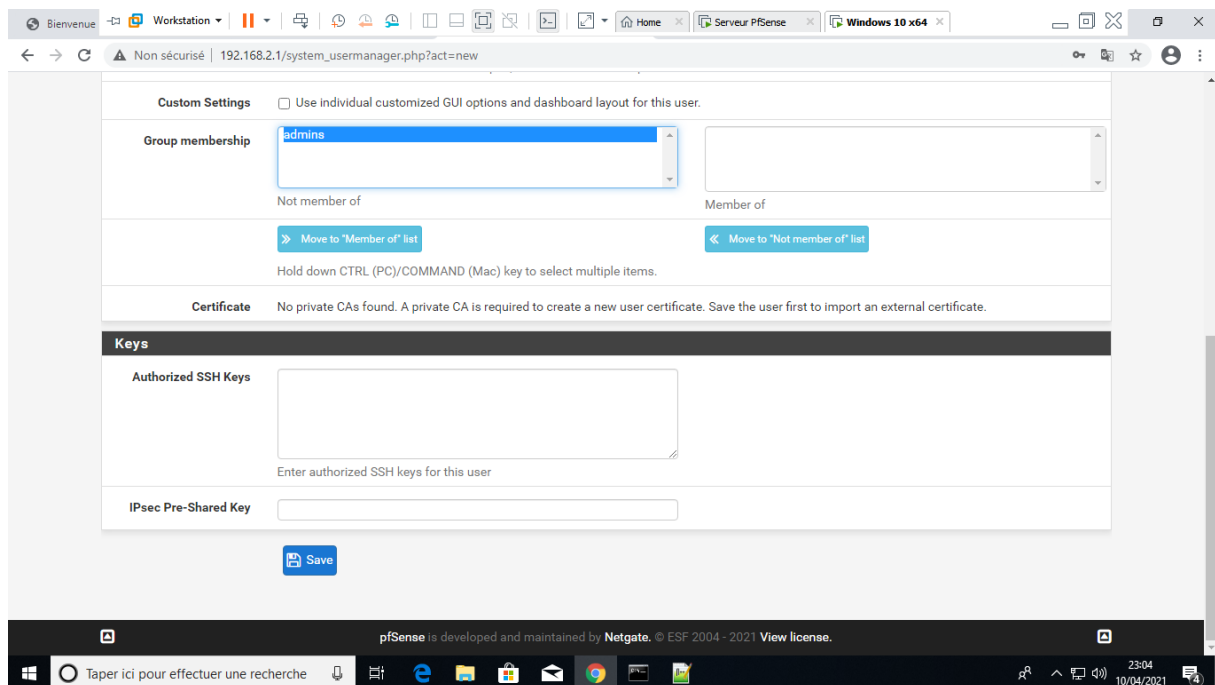 Bienvenue
Workstation
Home
Serveur PfSense
Windows 10 x64
Non sécurisé
192.168.2.1/system_usermanager.php?act=new
Custom Settings
Use individual customized GUI options and dashboard layout for this user.
Group membership
admins
Not member of
Member of
Move to "Member of" list
Move to "Not member of" list
Hold down CTRL (PC)/COMMAND (Mac) key to select multiple items.
Certificate
No private CAs found. A private CA is required to create a new user certificate. Save the user first to import an external certificate.
Keys
Authorized SSH Keys
Enter authorized SSH keys for this user
IPsec Pre-Shared Key
Save
pfSense is developed and maintained by Netgate. © ESF 2004 - 2021 View license.
Taper ici pour effectuer une recherche
23:04
10/04/2021
4